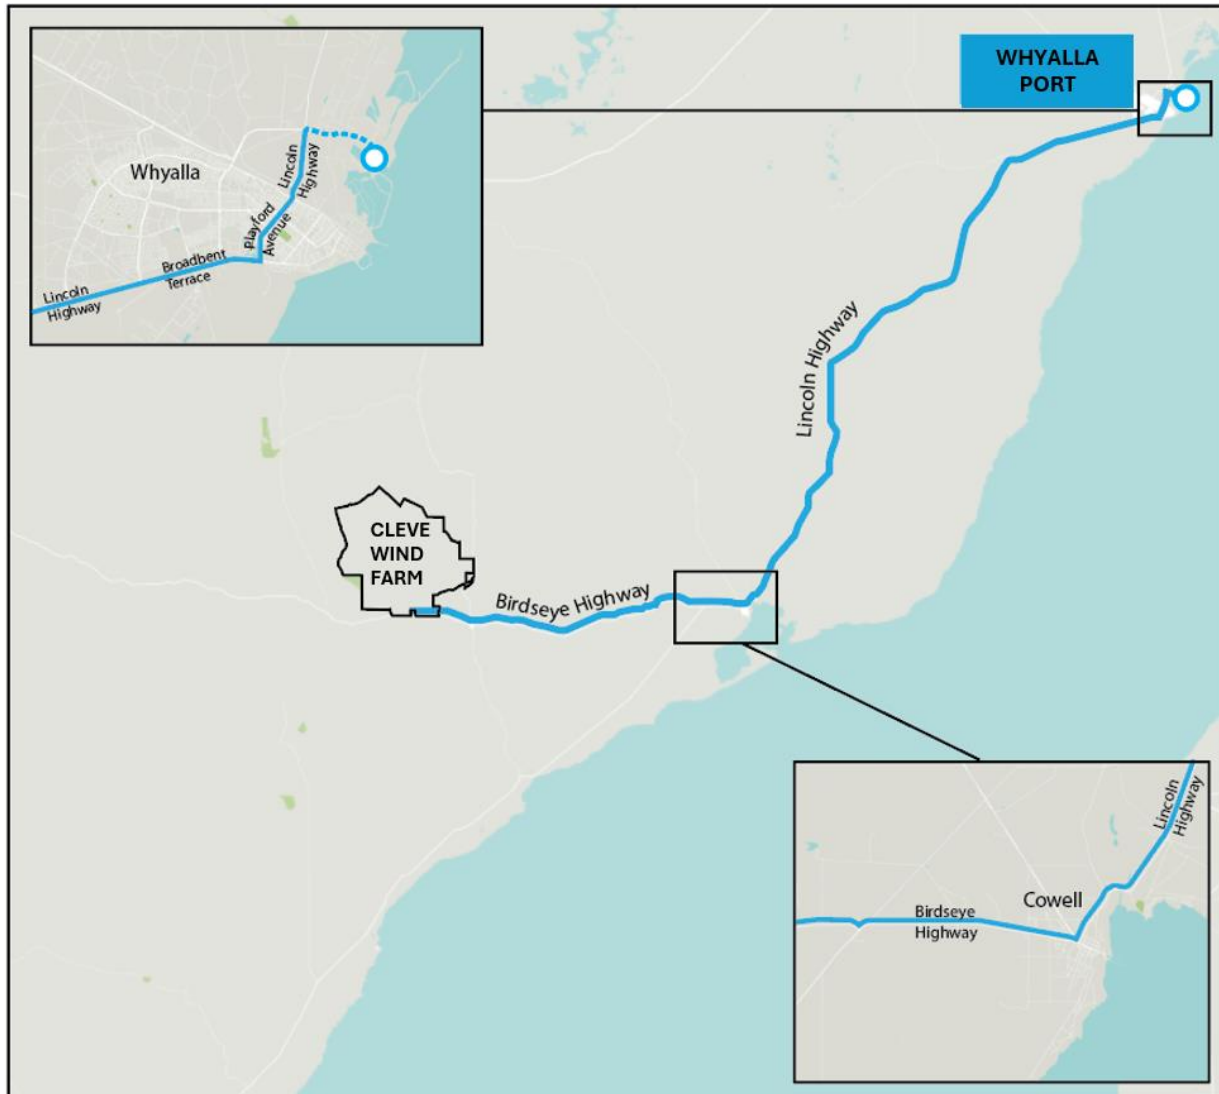 WHYALLA
PORT
Whyalla
Lincoln
Highway
Playford
Avenue
Broadbent
Terrace
Lincoln
Highway
Lincoln Highway
CLEVE
WIND
FARM
Birdseye Highway
Lincoln
Highway
Cowell
Birdseye
Highway